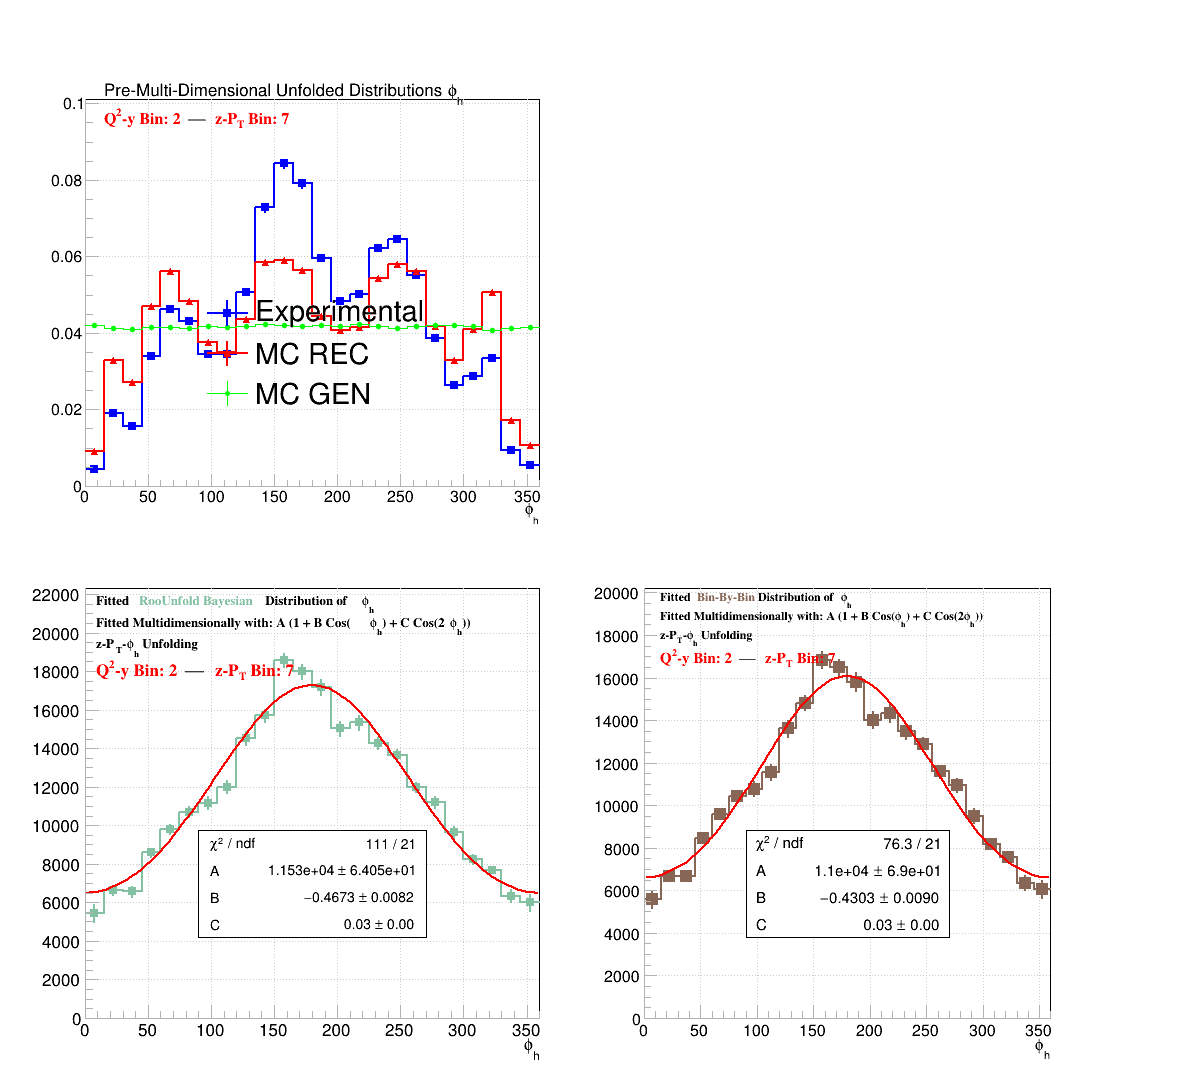 Pre-Multi-Dimensional Unfolded Distributions ϕh
Q²-y Bin: 2 — z-PT Bin: 7
0.1
0.08
0.06
0.04
0.02
0
Experimental
MC REC
MC GEN
0 50 100 150 200 250 300 350
ϕh
Fitted RooUnfold Bayesian Distribution of ϕh
Fitted Multidimensionally with: A (1 + B Cos( ϕh) + C Cos(2 ϕh))
z-PT-ϕh Unfolding
Q²-y Bin: 2 — z-PT Bin: 7
22000
20000
18000
16000
14000
12000
10000
8000
6000
4000
2000
0
χ² / ndf 111 / 21
A 1.153e+04 ± 6.405e+01
B −0.4673 ± 0.0082
C 0.03 ± 0.00
0 50 100 150 200 250 300 350
ϕh
Fitted Bin-By-Bin Distribution of ϕh
Fitted Multidimensionally with: A (1 + B Cos(ϕh) + C Cos(2ϕh))
z-PT-ϕh Unfolding
Q²-y Bin: 2 — z-PT Bin: 7
20000
18000
16000
14000
12000
10000
8000
6000
4000
2000
0
χ² / ndf 76.3 / 21
A 1.1e+04 ± 6.9e+01
B −0.4303 ± 0.0090
C 0.03 ± 0.00
0 50 100 150 200 250 300 350
ϕh